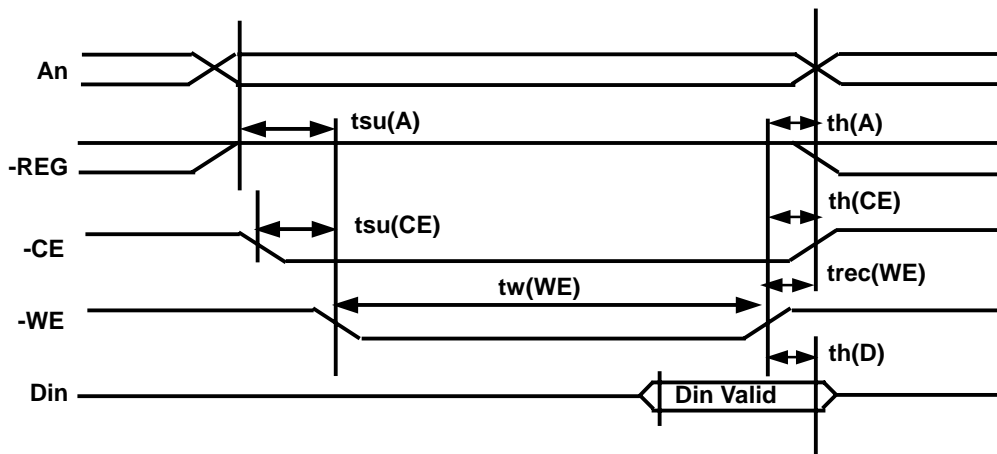 An
tsu(A)
th(A)
-REG
th(CE)
tsu(CE)
-CE
trec(WE)
tw(WE)
-WE
th(D)
Din
Din Valid